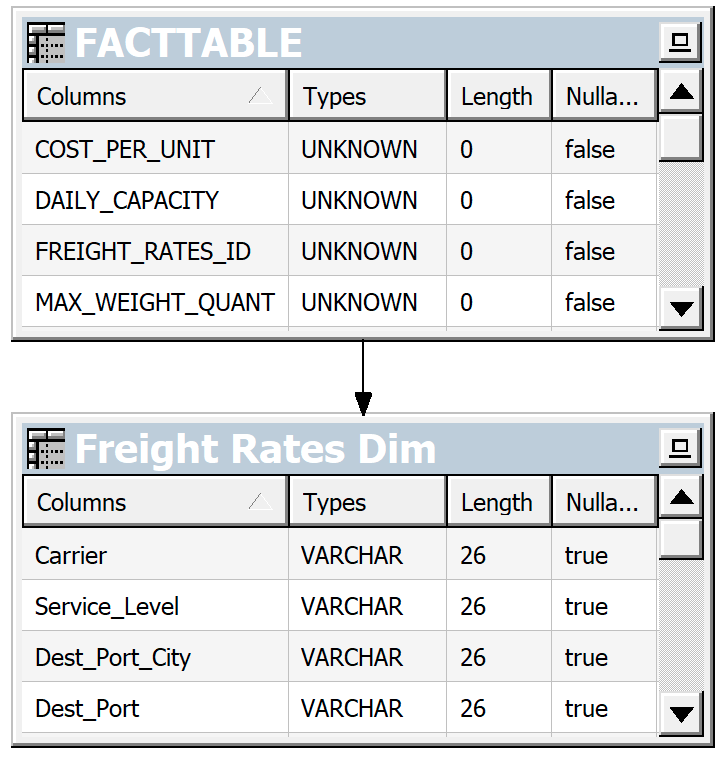 FACTTABLE
Columns Types Length Nulla...
COST_PER_UNIT UNKNOWN 0 false
DAILY_CAPACITY UNKNOWN 0 false
FREIGHT_RATES_ID UNKNOWN 0 false
MAX_WEIGHT_QUANT UNKNOWN 0 false
Freight Rates Dim
Columns Types Length Nulla...
Carrier VARCHAR 26 true
Service_Level VARCHAR 26 true
Dest_Port_City VARCHAR 26 true
Dest_Port VARCHAR 26 true